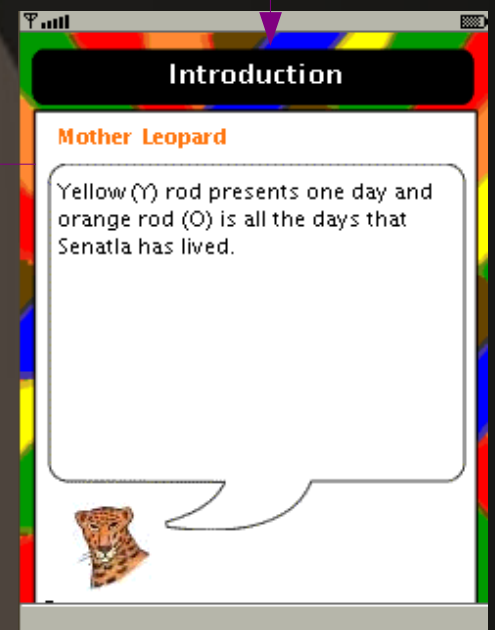 Introduction
Mother Leopard
Yellow (Y) rod presents one day and
orange rod (O) is all the days that
Senatla has lived.